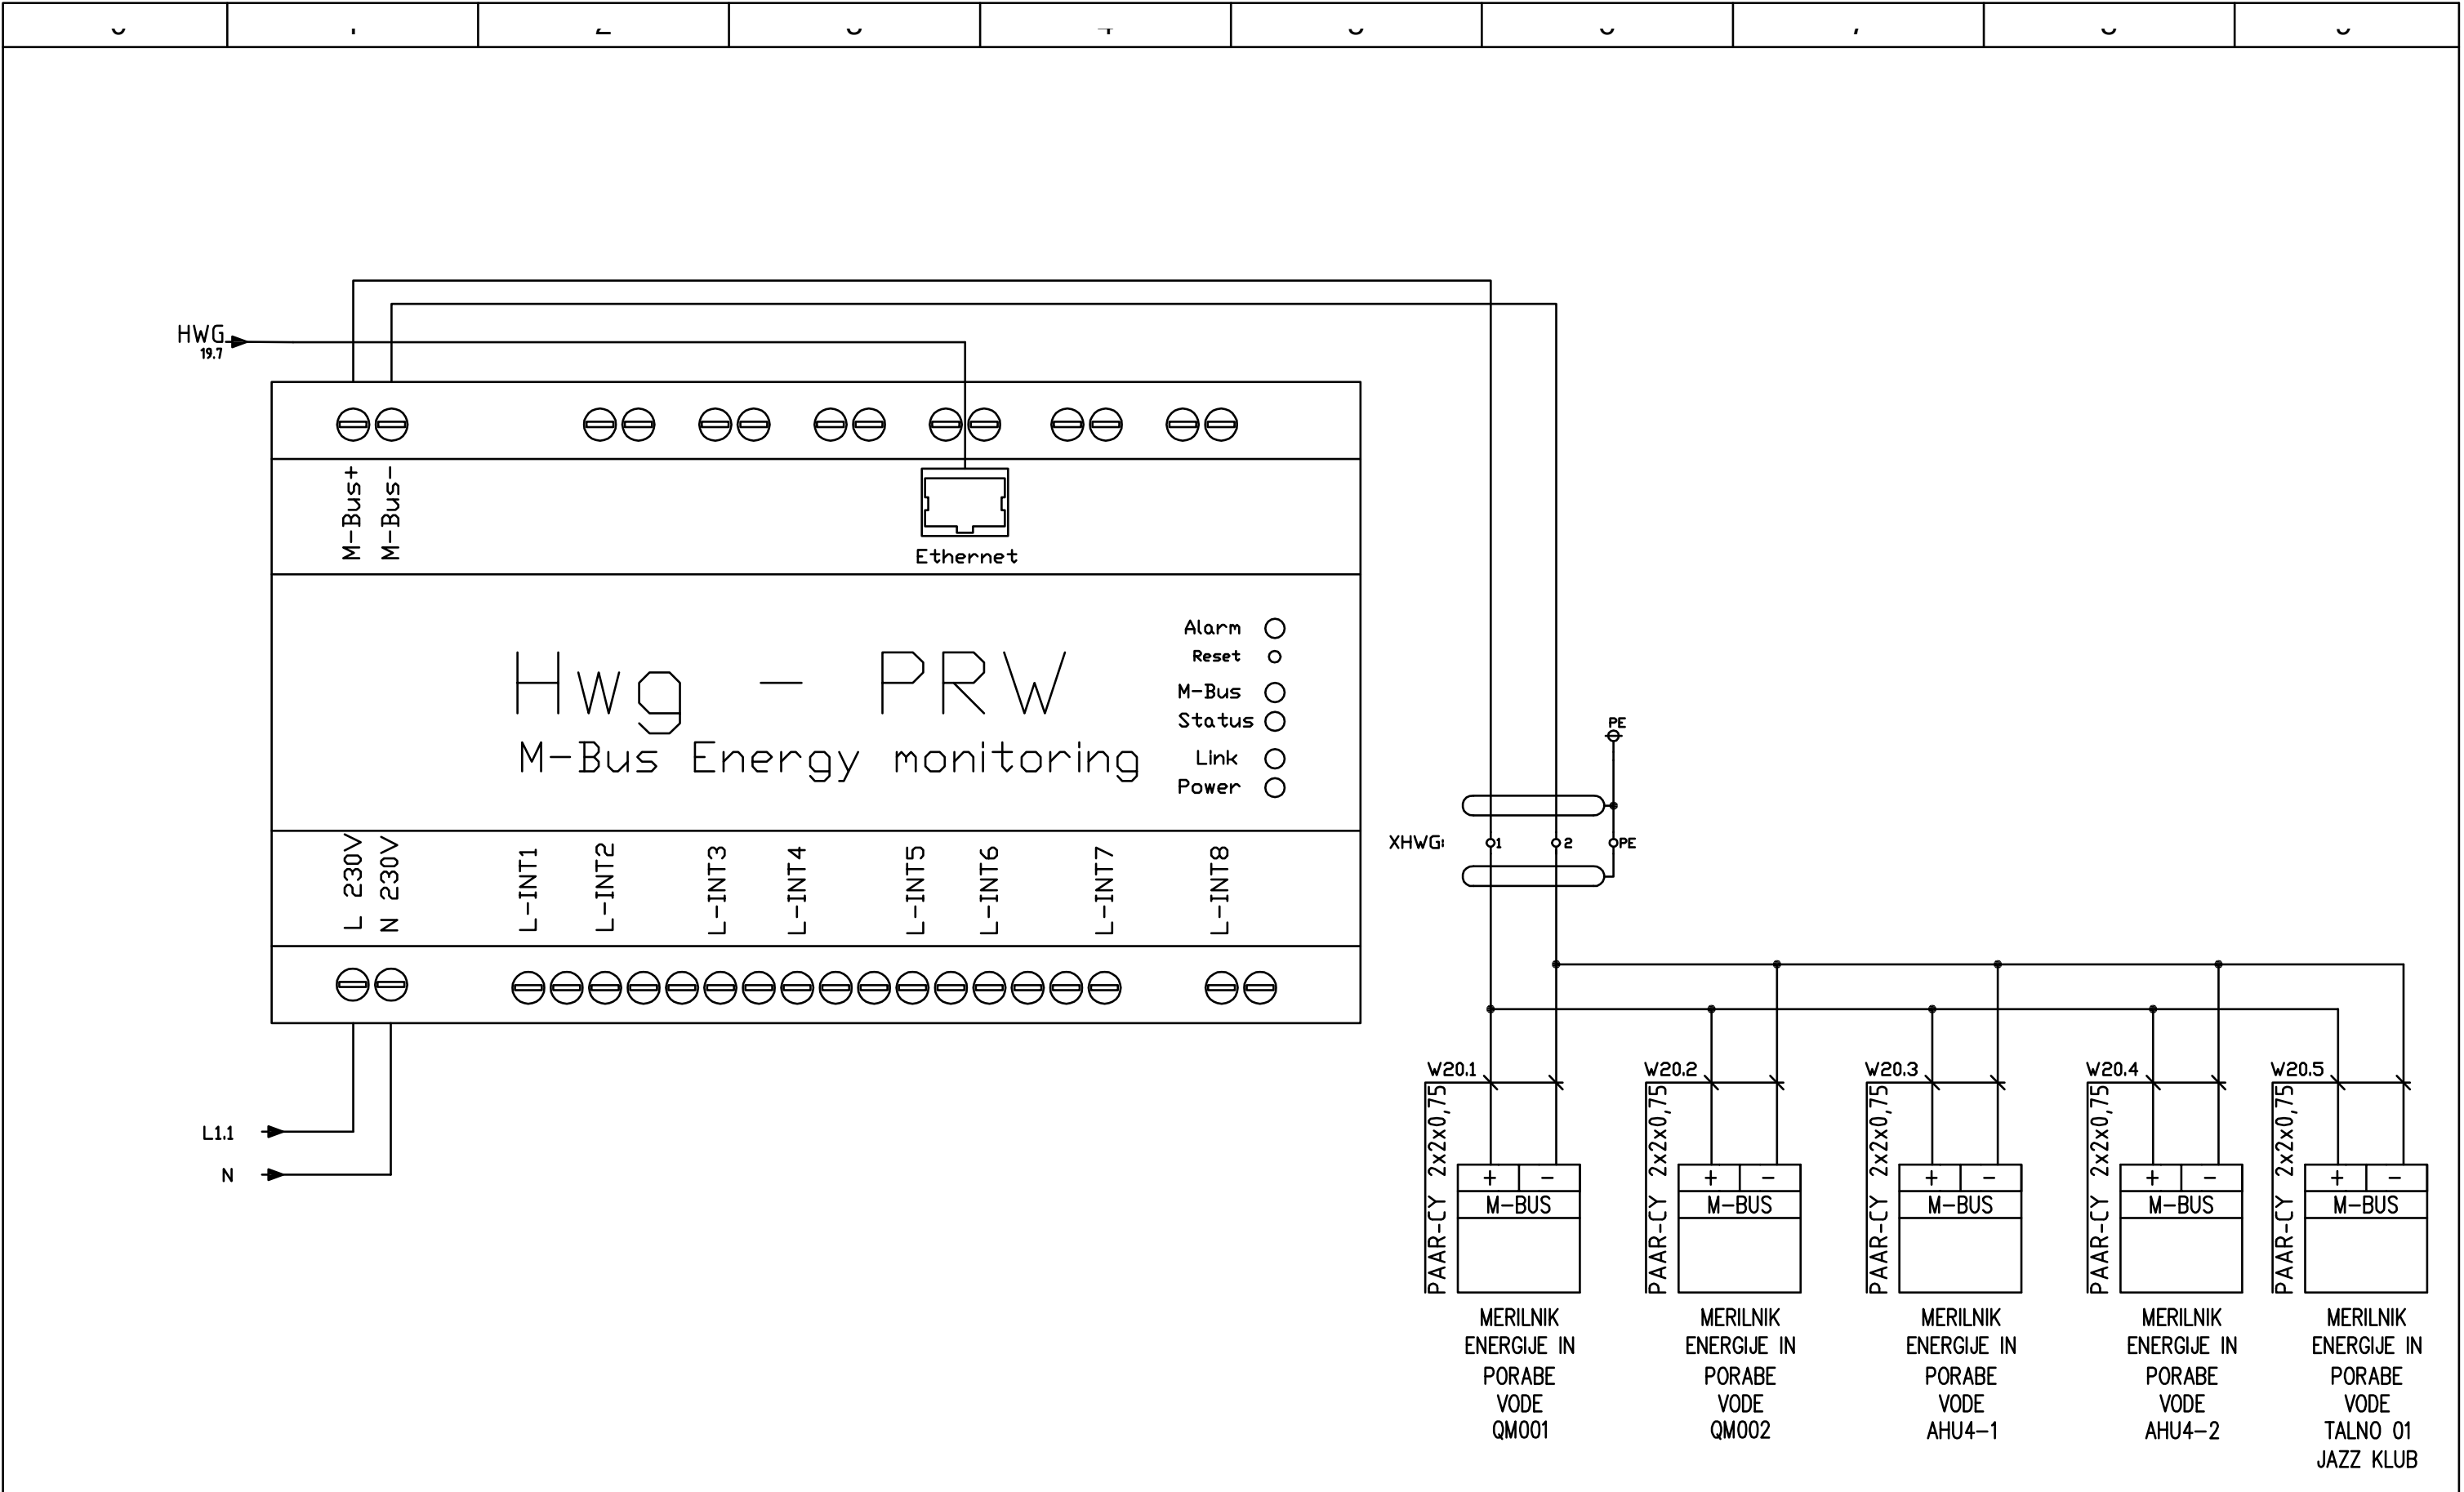 HWG
19.7
M-Bus+
M-Bus-
Ethernet
Alarm
Reset
M-Bus
Status
Link
Power
Hwg - PRW
M-Bus Energy monitoring
L 230V
N 230V
L-INT1
L-INT2
L-INT3
L-INT4
L-INT5
L-INT6
L-INT7
L-INT8
PE
XHWG: 1 2 PE
L1.1
N
W20.1
PAAR-CY 2x2x0,75
+ -
M-BUS
MERILNIK
ENERGIJE IN
PORABE
VODE
QM001
W20.2
PAAR-CY 2x2x0,75
+ -
M-BUS
MERILNIK
ENERGIJE IN
PORABE
VODE
QM002
W20.3
PAAR-CY 2x2x0,75
+ -
M-BUS
MERILNIK
ENERGIJE IN
PORABE
VODE
AHU4-1
W20.4
PAAR-CY 2x2x0,75
+ -
M-BUS
MERILNIK
ENERGIJE IN
PORABE
VODE
AHU4-2
W20.5
PAAR-CY 2x2x0,75
+ -
M-BUS
MERILNIK
ENERGIJE IN
PORABE
VODE
TALNO 01
JAZZ KLUB